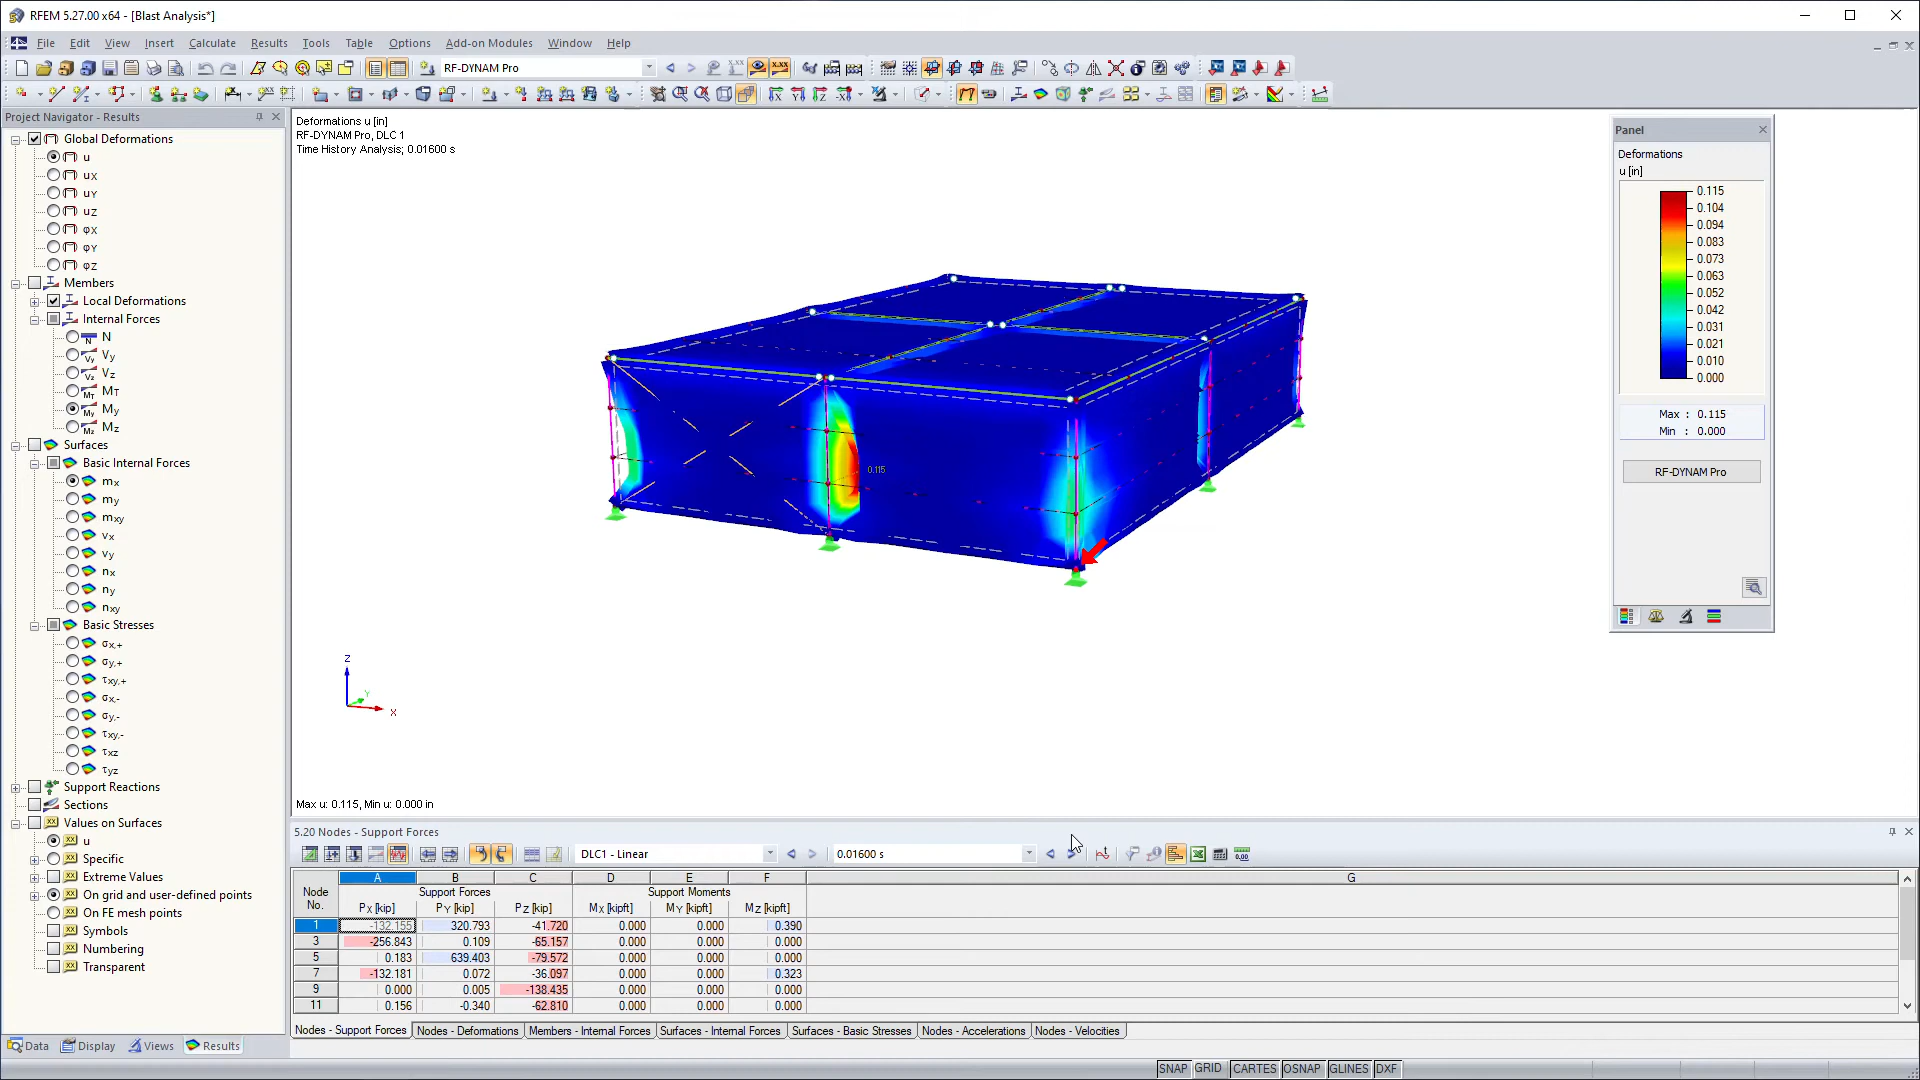 RFEM 5.27.00 x64 - [Blast Analysis*]
File Edit View Insert Calculate Results Tools Table Options Add-on Modules Window Help
RF-DYNAM Pro
Project Navigator - Results
Global Deformations
u
uX
uY
uZ
φX
φY
φZ
Members
Local Deformations
Internal Forces
N
Vy
Vz
MT
My
Mz
Surfaces
Basic Internal Forces
mx
my
mxy
vx
vy
nx
ny
nxy
Basic Stresses
σx,+
σy,+
τxy,+
σx,-
σy,-
τxy,-
τxz
τyz
Support Reactions
Sections
Values on Surfaces
u
Specific
Extreme Values
On grid and user-defined points
On FE mesh points
Symbols
Numbering
Transparent
Data Display Views Results
Deformations u [in]
RF-DYNAM Pro, DLC 1
Time History Analysis; 0.01600 s
0.115
Z
Y
X
Max u: 0.115, Min u: 0.000 in
Panel
Deformations
u [in]
0.115
0.104
0.094
0.083
0.073
0.063
0.052
0.042
0.031
0.021
0.010
0.000
Max : 0.115
Min : 0.000
RF-DYNAM Pro
5.20 Nodes - Support Forces
DLC1 - Linear 0.01600 s
A B C D E F G
Node No. Support Forces Support Moments
PX [kip] PY [kip] PZ [kip] MX [kipft] MY [kipft] MZ [kipft]
1 -132.155 320.793 -41.720 0.000 0.000 0.390
3 -256.843 0.109 -65.157 0.000 0.000 0.000
5 0.183 639.403 -79.572 0.000 0.000 0.000
7 -132.181 0.072 -36.097 0.000 0.000 0.323
9 0.000 0.005 -138.435 0.000 0.000 0.000
11 0.156 -0.340 -62.810 0.000 0.000 0.000
Nodes - Support Forces Nodes - Deformations Members - Internal Forces Surfaces - Internal Forces Surfaces - Basic Stresses Nodes - Accelerations Nodes - Velocities
SNAP GRID CARTES OSNAP GLINES DXF